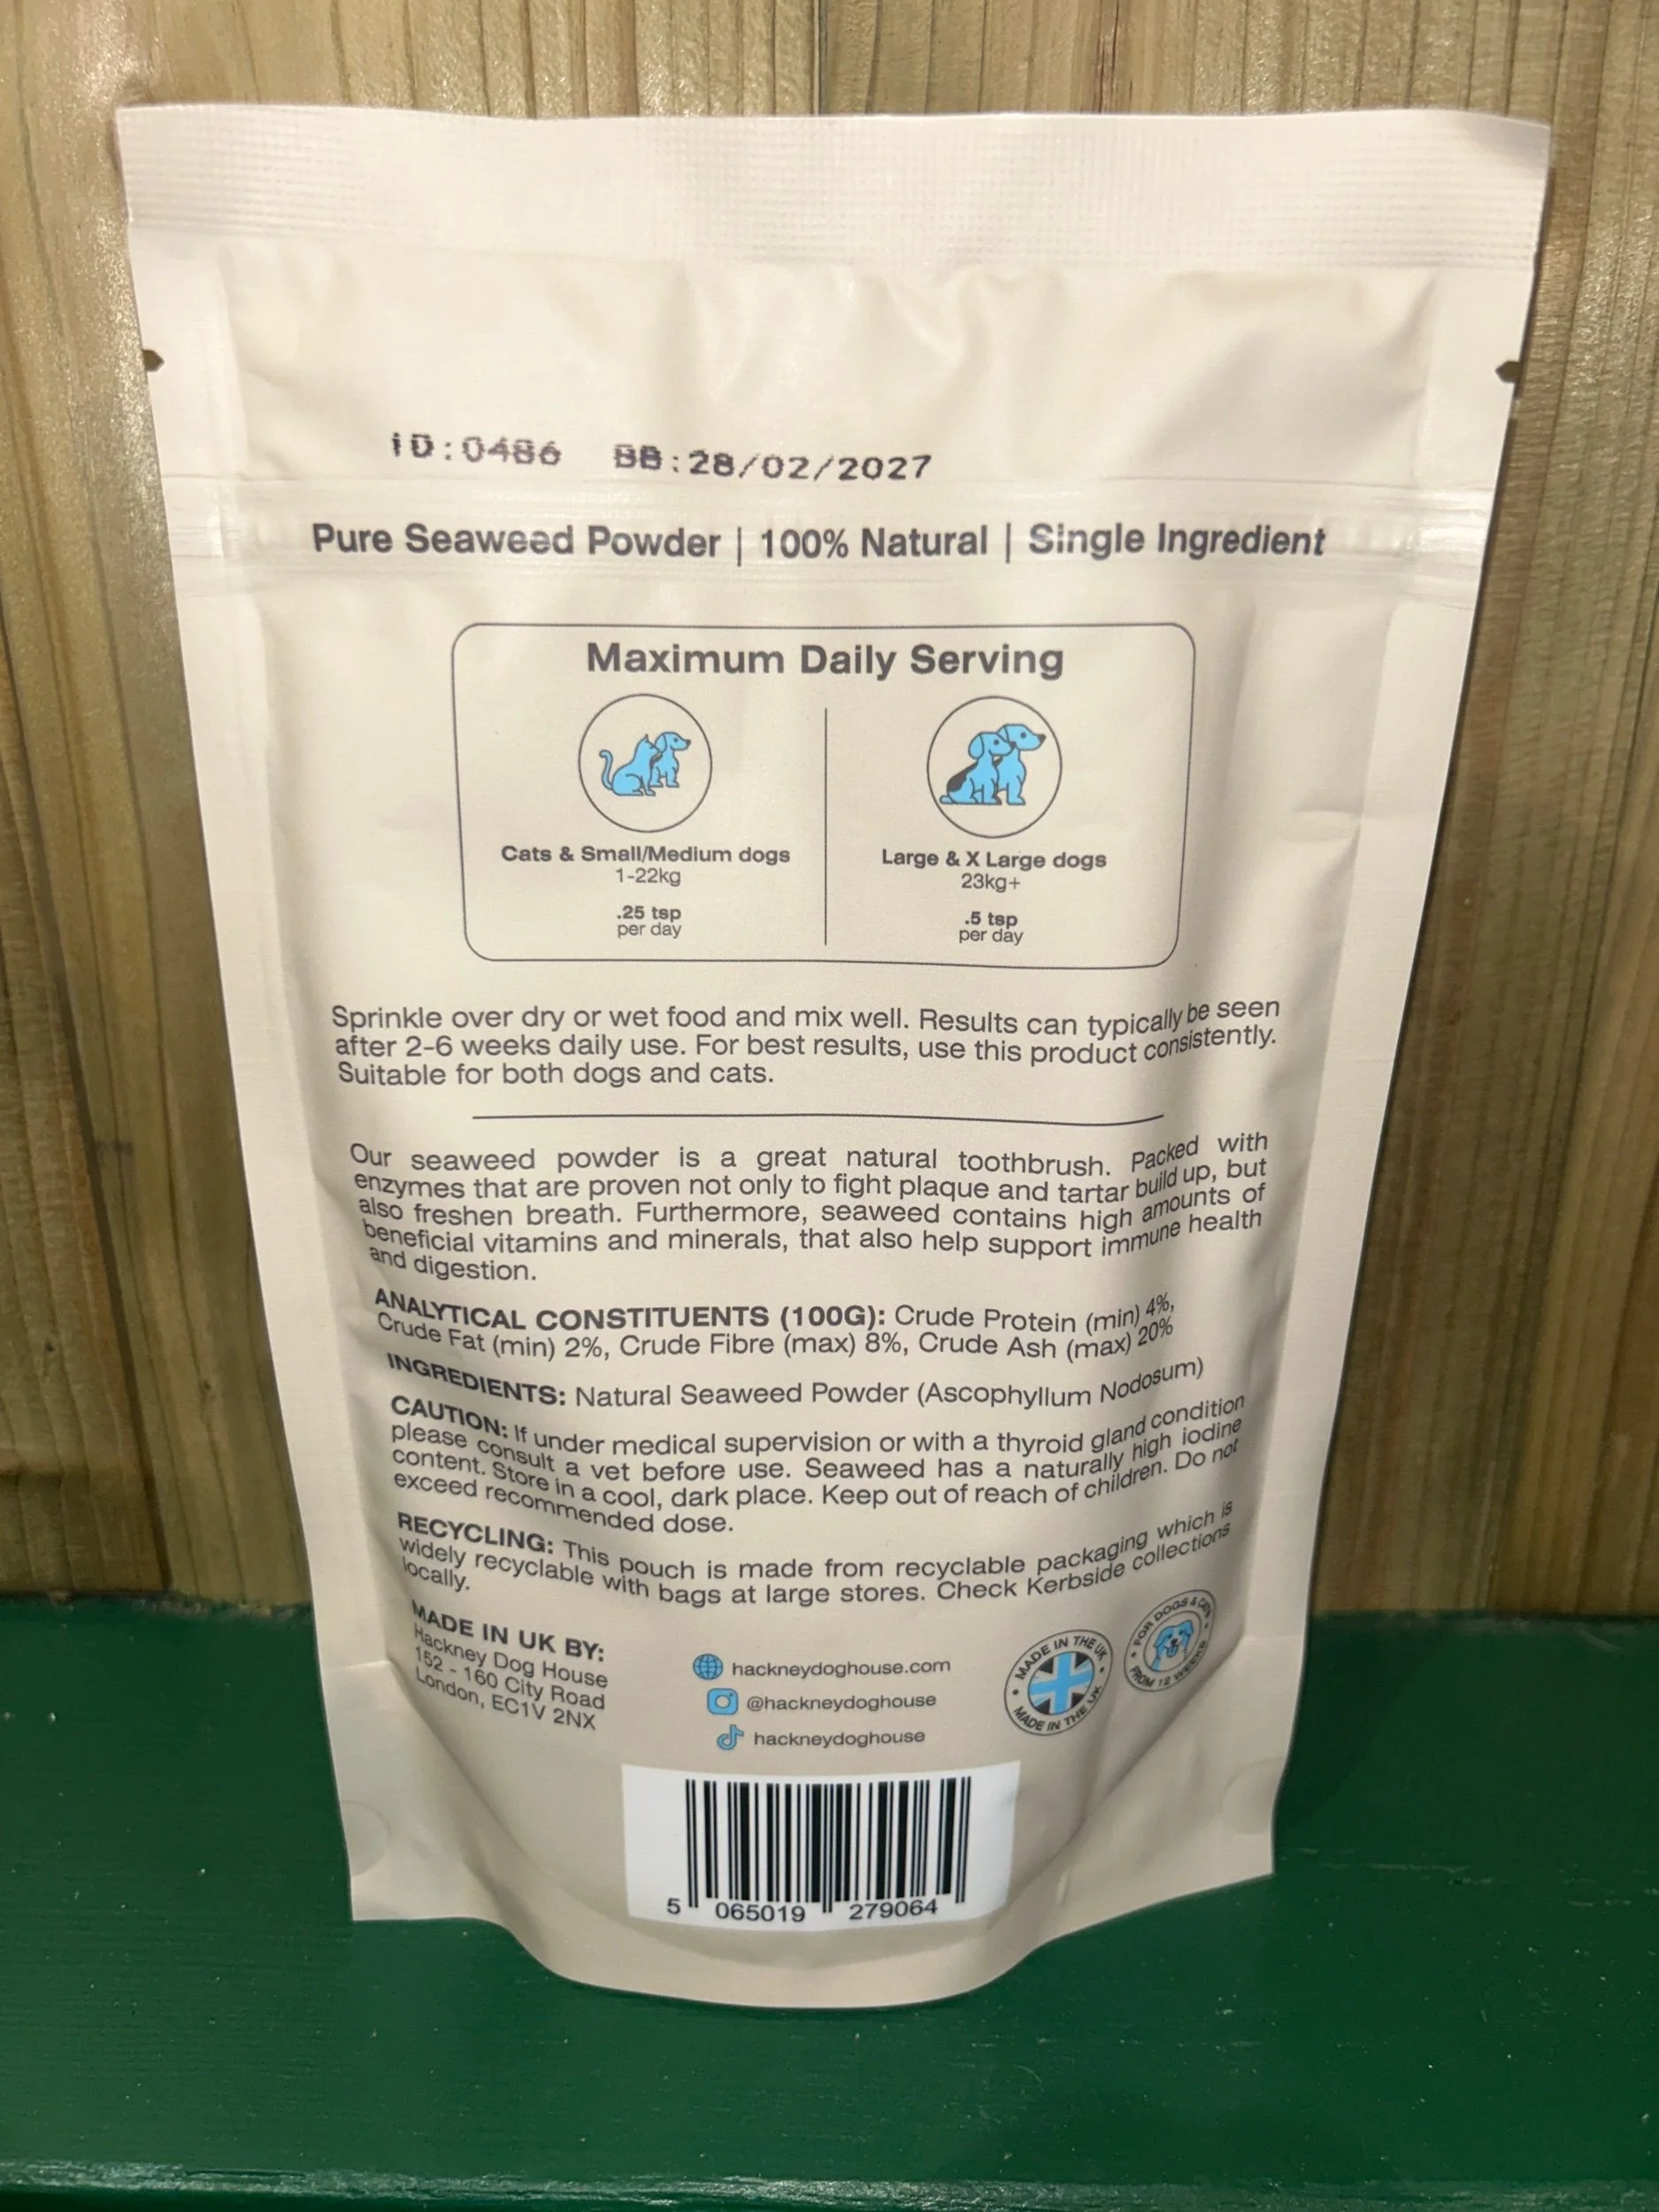 ID:0486 BB:28/02/2027
Pure Seaweed Powder | 100% Natural | Single Ingredient
Maximum Daily Serving
Cats & Small/Medium dogs
1-22kg
.25 tsp
per day
Large & X Large dogs
23kg+
.5 tsp
per day
Sprinkle over dry or wet food and mix well. Results can typically be seen
after 2-6 weeks daily use. For best results, use this product consistently.
Suitable for both dogs and cats.
Our seaweed powder is a great natural toothbrush. Packed with
enzymes that are proven not only to fight plaque and tartar build up, but
also freshen breath. Furthermore, seaweed contains high amounts of
beneficial vitamins and minerals, that also help support immune health
and digestion.
ANALYTICAL CONSTITUENTS (100G): Crude Protein (min) 4%,
Crude Fat (min) 2%, Crude Fibre (max) 8%, Crude Ash (max) 20%
INGREDIENTS: Natural Seaweed Powder (Ascophyllum Nodosum)
CAUTION: If under medical supervision or with a thyroid gland condition
please consult a vet before use. Seaweed has a naturally high iodine
content. Store in a cool, dark place. Keep out of reach of children. Do not
exceed recommended dose.
RECYCLING: This pouch is made from recyclable packaging which is
widely recyclable with bags at large stores. Check Kerbside collections
locally.
MADE IN UK BY:
Hackney Dog House
152 - 160 City Road
London, EC1V 2NX
hackneydoghouse.com
@hackneydoghouse
hackneydoghouse
MADE IN THE UK
MADE IN THE UK
FOR DOGS & CATS
FROM 12 WEEKS
5 065019 279064